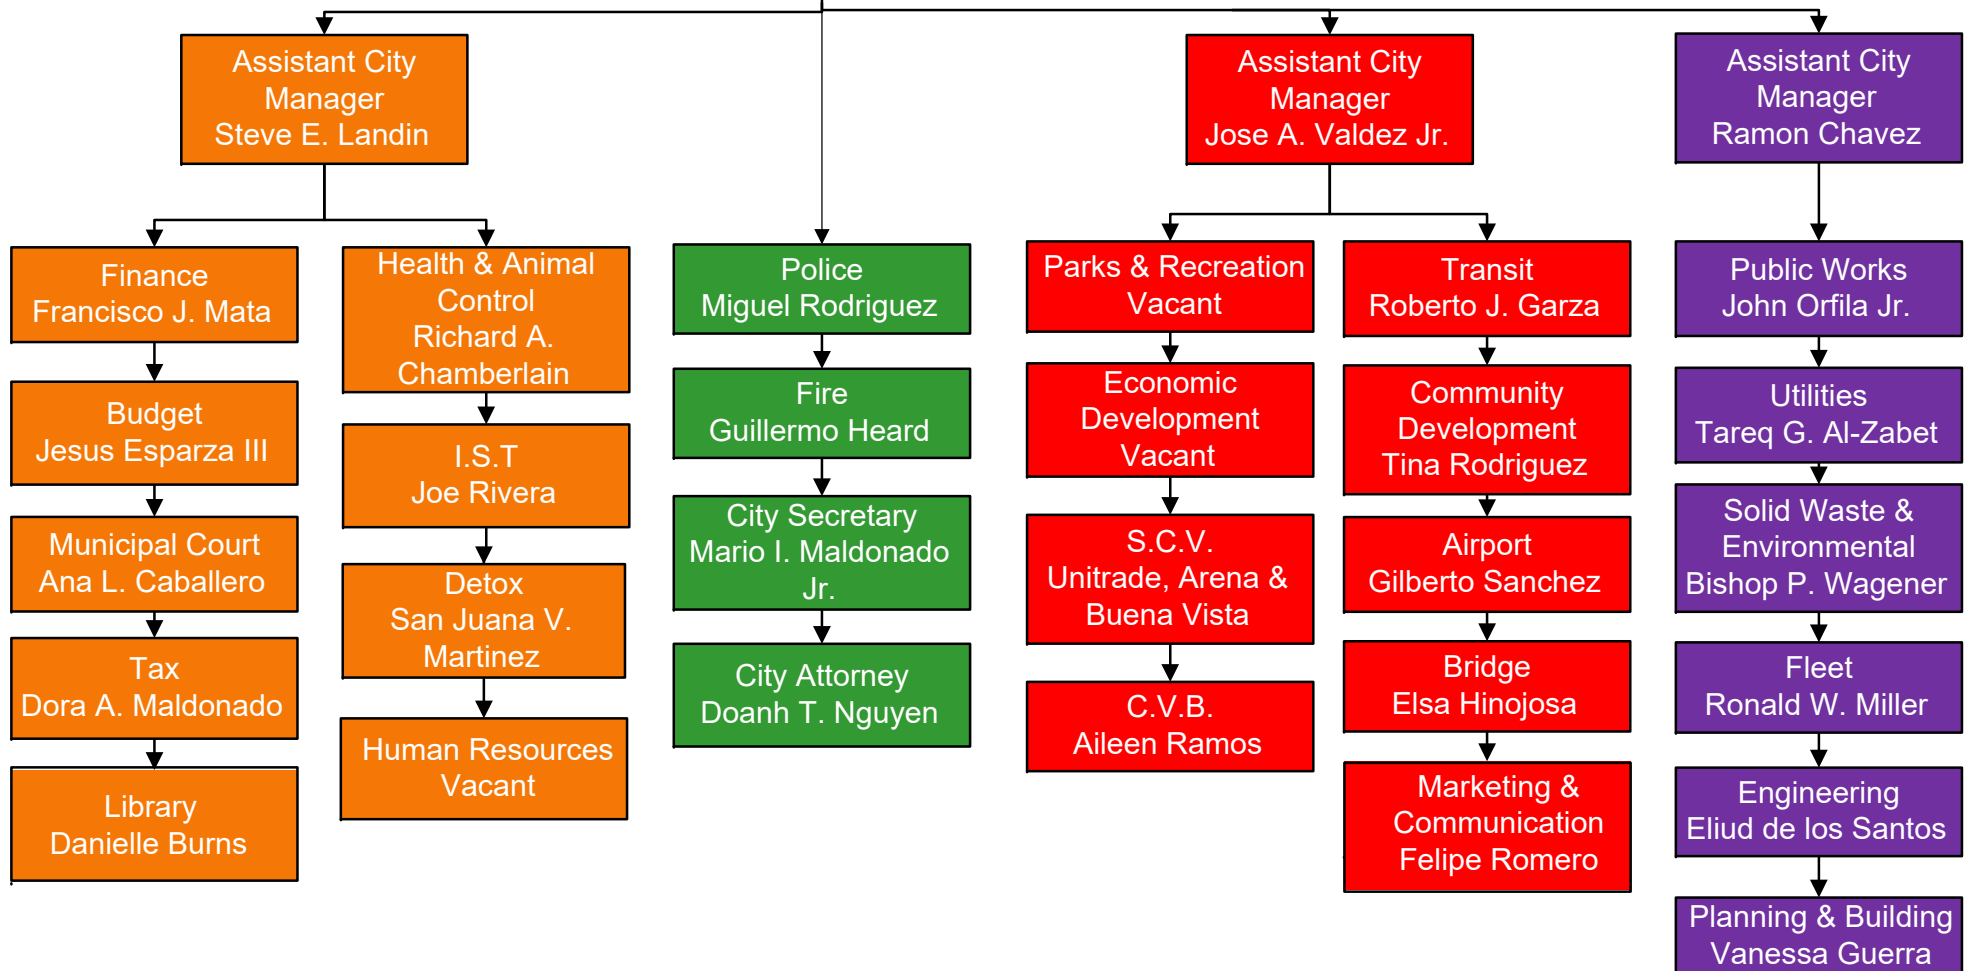 Assistant City
Manager
Steve E. Landin
Assistant City
Manager
Jose A. Valdez Jr.
Assistant City
Manager
Ramon Chavez
Finance
Francisco J. Mata
Budget
Jesus Esparza III
Municipal Court
Ana L. Caballero
Tax
Dora A. Maldonado
Library
Danielle Burns
Health & Animal
Control
Richard A.
Chamberlain
I.S.T
Joe Rivera
Detox
San Juana V.
Martinez
Human Resources
Vacant
Police
Miguel Rodriguez
Fire
Guillermo Heard
City Secretary
Mario I. Maldonado
Jr.
City Attorney
Doanh T. Nguyen
Parks & Recreation
Vacant
Economic
Development
Vacant
S.C.V.
Unitrade, Arena &
Buena Vista
C.V.B.
Aileen Ramos
Transit
Roberto J. Garza
Community
Development
Tina Rodriguez
Airport
Gilberto Sanchez
Bridge
Elsa Hinojosa
Marketing &
Communication
Felipe Romero
Public Works
John Orfila Jr.
Utilities
Tareq G. Al-Zabet
Solid Waste &
Environmental
Bishop P. Wagener
Fleet
Ronald W. Miller
Engineering
Eliud de los Santos
Planning & Building
Vanessa Guerra